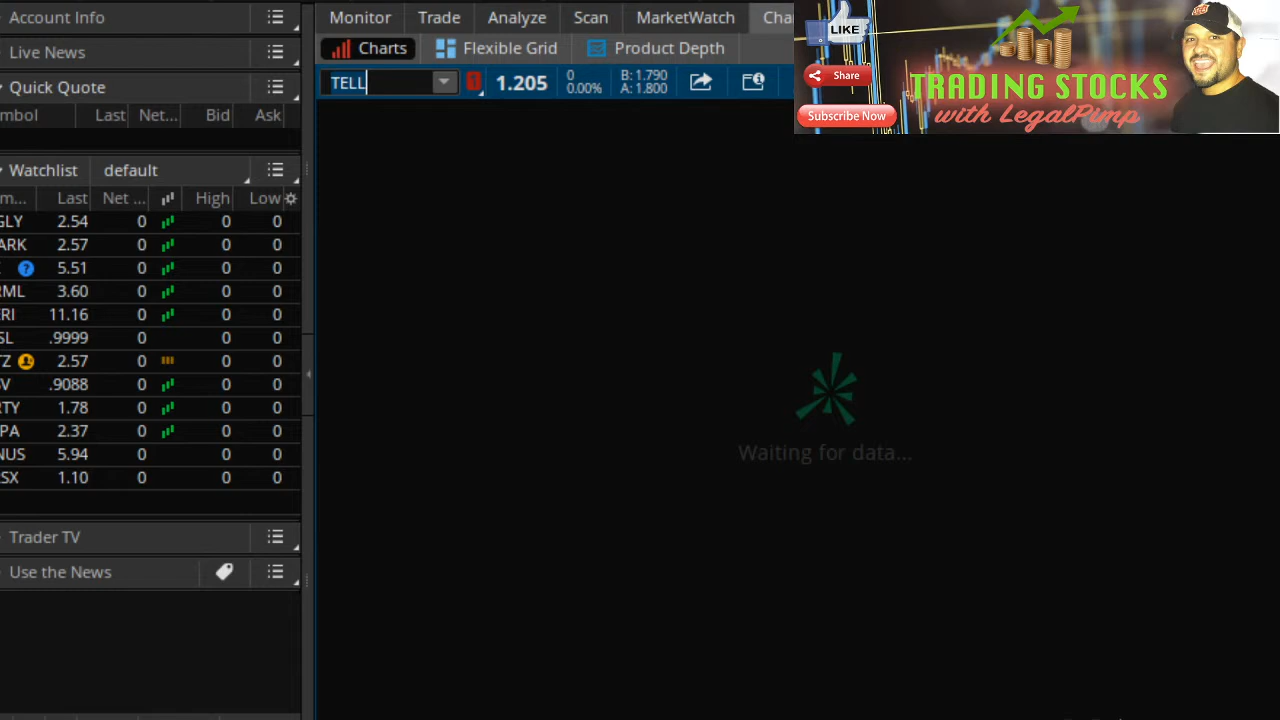 Account Info
Live News
Quick Quote
mbol Last Net... Bid Ask
Watchlist default
m... Last Net ... High Low
GLY 2.54 0 0 0
ARK 2.57 0 0 0
? 5.51 0 0 0
RML 3.60 0 0 0
ERI 11.16 0 0 0
SL .9999 0 0 0
TZ 2.57 0 0 0
SV .9088 0 0 0
RTY 1.78 0 0 0
PA 2.37 0 0 0
NUS 5.94 0 0 0
SX 1.10 0 0 0
Trader TV
Use the News
Monitor Trade Analyze Scan MarketWatch Cha
Charts Flexible Grid Product Depth
TELL 1 1.205 0 B: 1.790
0.00% A: 1.800
Waiting for data...
LIKE
Share
Subscribe Now
TRADING STOCKS
with LegalPimp